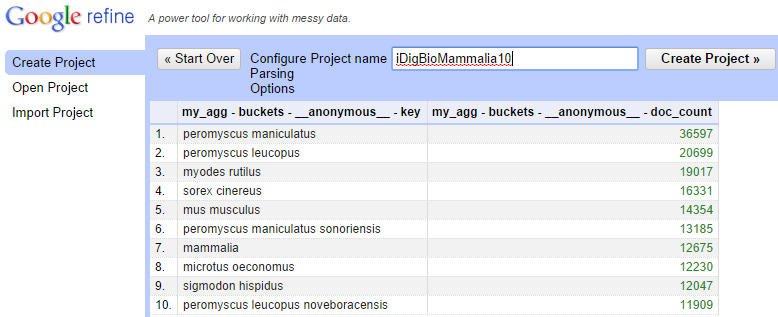 Google refine A power tool for working with messy data.
Create Project
Open Project
Import Project
« Start Over Configure Project name iDigBioMammalia10 Create Project »
Parsing
Options
my_agg - buckets - __anonymous__ - key my_agg - buckets - __anonymous__ - doc_count
1. peromyscus maniculatus 36597
2. peromyscus leucopus 20699
3. myodes rutilus 19017
4. sorex cinereus 16331
5. mus musculus 14354
6. peromyscus maniculatus sonoriensis 13185
7. mammalia 12675
8. microtus oeconomus 12230
9. sigmodon hispidus 12047
10. peromyscus leucopus noveboracensis 11909